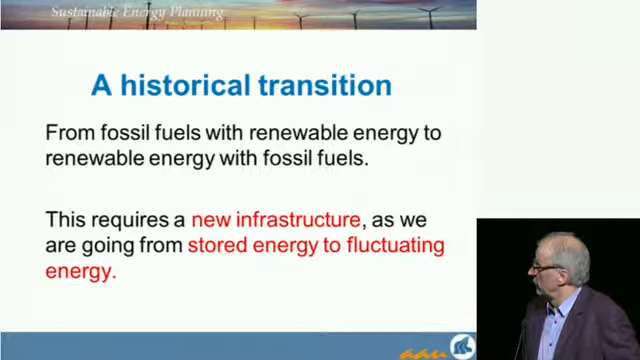 Sustainable Energy Planning
A historical transition
From fossil fuels with renewable energy to
renewable energy with fossil fuels.
This requires a new infrastructure, as we
are going from stored energy to fluctuating
energy.
aau